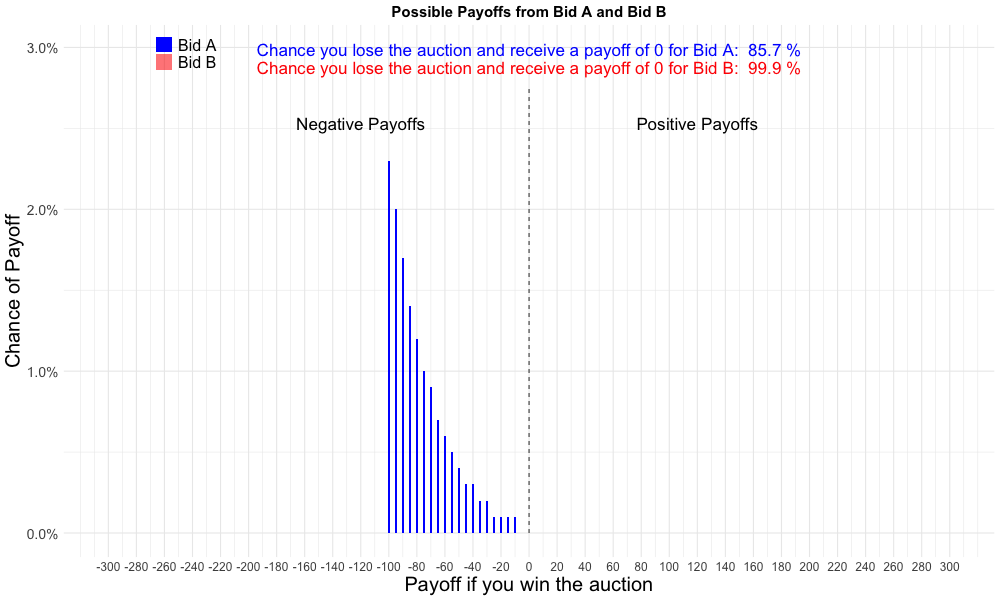 Possible Payoffs from Bid A and Bid B
Bid A
Bid B
Chance you lose the auction and receive a payoff of 0 for Bid A:  85.7 %
Chance you lose the auction and receive a payoff of 0 for Bid B:  99.9 %
Negative Payoffs
Positive Payoffs
Chance of Payoff
3.0%
2.0%
1.0%
0.0%
-300 -280 -260 -240 -220 -200 -180 -160 -140 -120 -100 -80 -60 -40 -20 0 20 40 60 80 100 120 140 160 180 200 220 240 260 280 300
Payoff if you win the auction